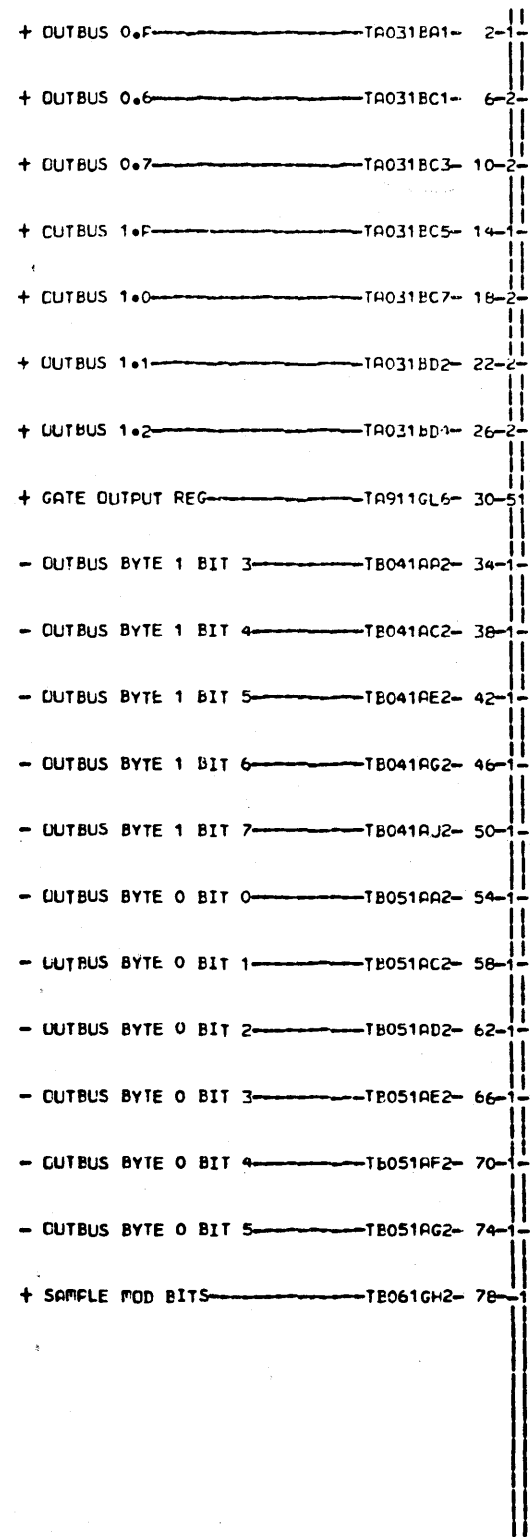 + OUTBUS 0.P TA031BA1- 2-1-
+ OUTBUS 0.6 TA031BC1- 6-2-
+ OUTBUS 0.7 TA031BC3- 10-2-
+ OUTBUS 1.P TA031BC5- 14-1-
+ OUTBUS 1.0 TA031BC7- 18-2-
+ OUTBUS 1.1 TA031BD2- 22-2-
+ OUTBUS 1.2 26-2-
+ GATE OUTPUT REG TA911GL6- 30-51
- OUTBUS BYTE 1 BIT 3 TB041AA2- 34-1-
- OUTBUS BYTE 1 BIT 4 TB041AC2- 38-1-
- OUTBUS BYTE 1 BIT 5 TB041AE2- 42-1-
- OUTBUS BYTE 1 BIT 6 TB041AG2- 46-1-
- OUTBUS BYTE 1 BIT 7 TB041AJ2- 50-1-
- OUTBUS BYTE 0 BIT 0 TB051AA2- 54-1-
- OUTBUS BYTE 0 BIT 1 TB051AC2- 58-1-
- OUTBUS BYTE 0 BIT 2 TB051AD2- 62-1-
- OUTBUS BYTE 0 BIT 3 TB051AE2- 66-1-
- OUTBUS BYTE 0 BIT 4 TB051AF2- 70-1-
- OUTBUS BYTE 0 BIT 5 TB051AG2- 74-1-
+ SAMPLE MOD BITS TB061GH2- 78-1